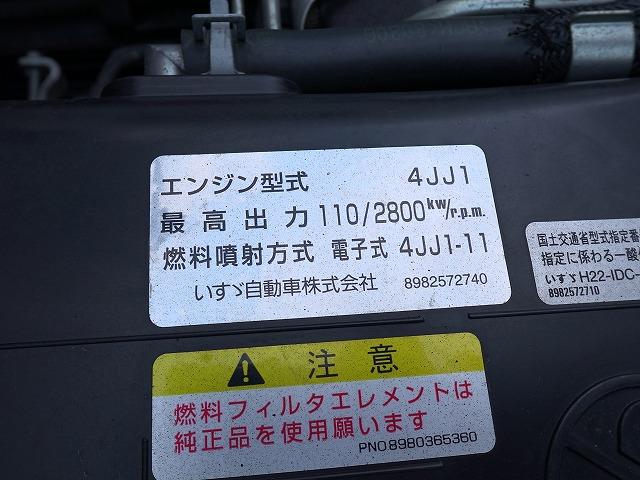 エンジン型式 4JJ1
最高出力 110/2800kw/r.p.m.
燃料噴射方式 電子式 4JJ1-11
いすゞ自動車株式会社 8982572740
国土交通省型式指定番
指定に係わる一酸
いすゞH22-IDC-
8982572710
注意
燃料フィルタエレメントは
純正品を使用願います
PNO.8980365360